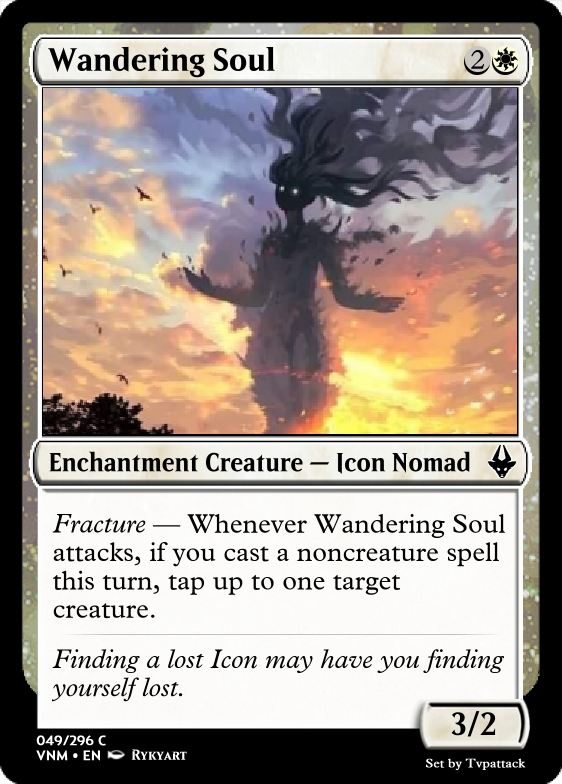 Wandering Soul 2
Enchantment Creature — Icon Nomad
Fracture — Whenever Wandering Soul
attacks, if you cast a noncreature spell
this turn, tap up to one target
creature.
Finding a lost Icon may have you finding
yourself lost.
3/2
049/296 C
VNM • EN Rykyart
Set by Tvpattack